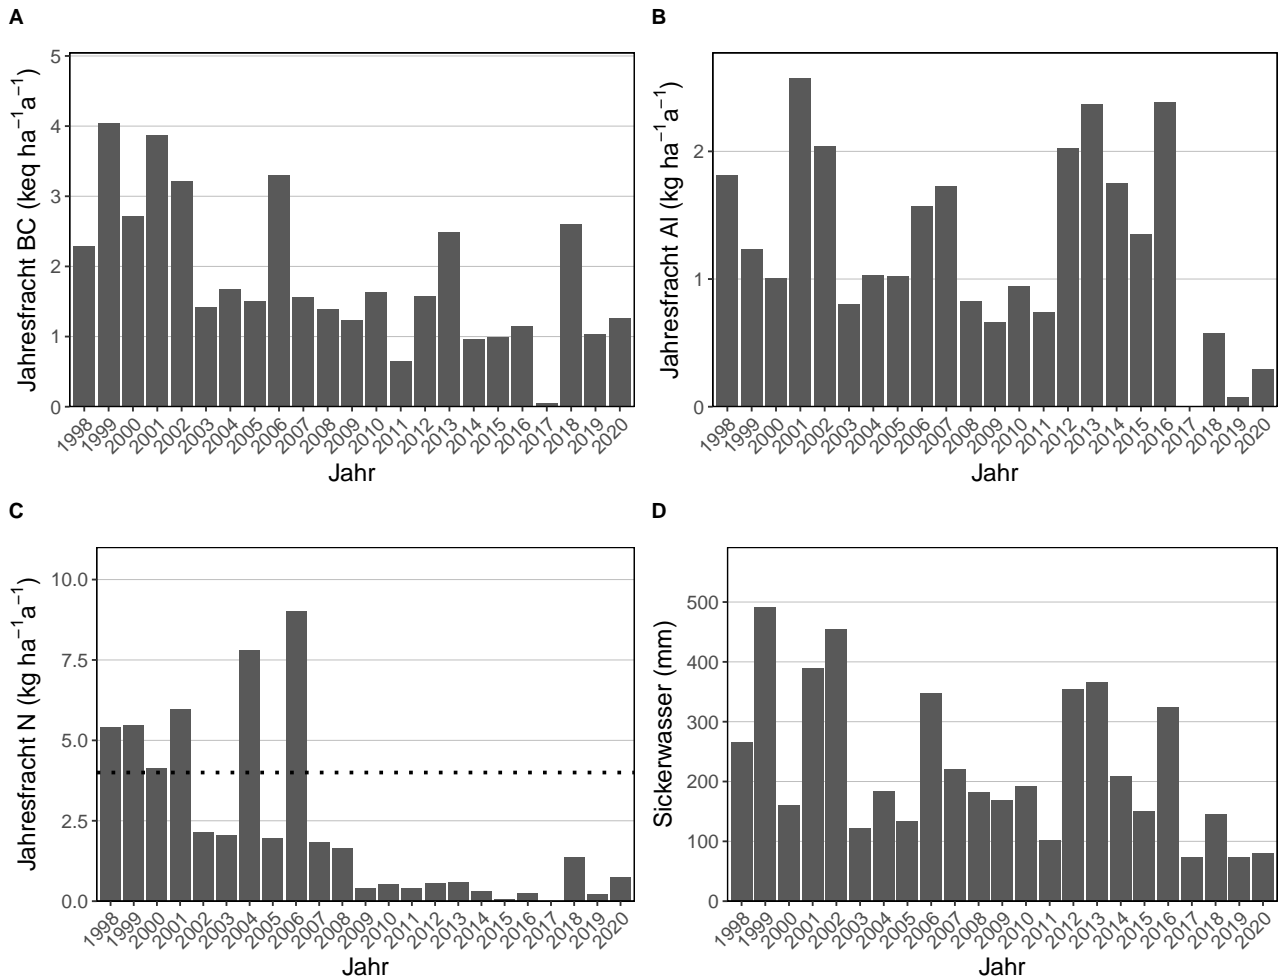 A
Jahresfracht BC (keq ha⁻¹a⁻¹)
5
4
3
2
1
0
1998 1999 2000 2001 2002 2003 2004 2005 2006 2007 2008 2009 2010 2011 2012 2013 2014 2015 2016 2017 2018 2019 2020
Jahr
B
Jahresfracht Al (kg ha⁻¹a⁻¹)
2
1
0
1998 1999 2000 2001 2002 2003 2004 2005 2006 2007 2008 2009 2010 2011 2012 2013 2014 2015 2016 2017 2018 2019 2020
Jahr
C
Jahresfracht N (kg ha⁻¹a⁻¹)
10.0
7.5
5.0
2.5
0.0
1998 1999 2000 2001 2002 2003 2004 2005 2006 2007 2008 2009 2010 2011 2012 2013 2014 2015 2016 2017 2018 2019 2020
Jahr
D
Sickerwasser (mm)
500
400
300
200
100
0
1998 1999 2000 2001 2002 2003 2004 2005 2006 2007 2008 2009 2010 2011 2012 2013 2014 2015 2016 2017 2018 2019 2020
Jahr